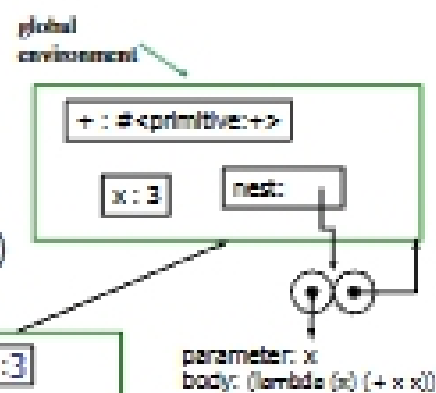 global
environment
+ : #<primitive:+>
x : 3
nest:
)
:3
parameter: x
body: (lambda (x) (+ x x))